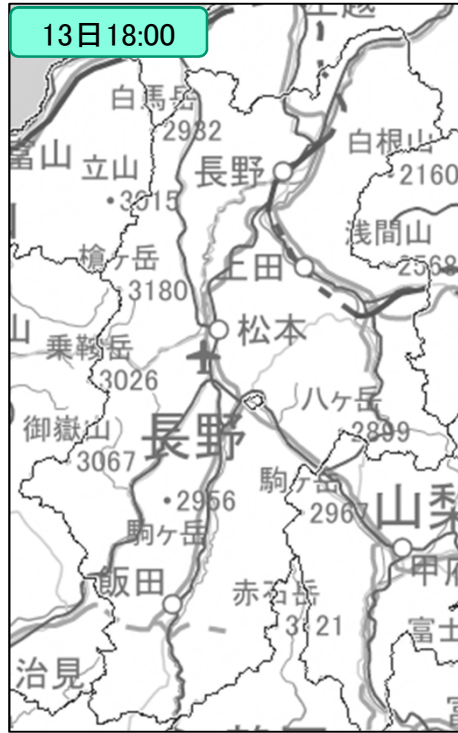 13日18:00
上越
白馬岳
2932
富山
立山
3015
長野
白根山
2160
浅間山
2568
槍ヶ岳
3180
上田
山
乗鞍岳
3026
松本
御嶽山
3067
長野
八ヶ岳
2899
駒ヶ岳
2967
2956
駒ヶ岳
山梨
甲府
飯田
赤石岳
3121
富士
治見